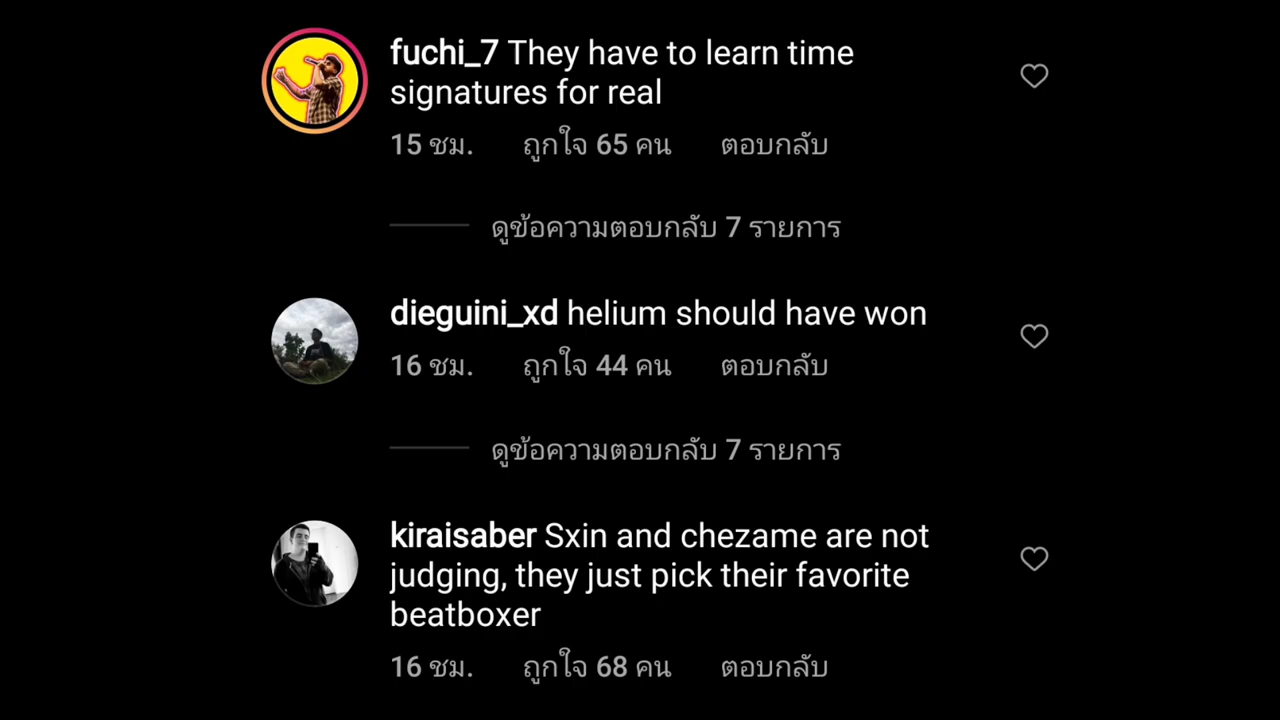 fuchi_7 They have to learn time
signatures for real
15 ชม. ถูกใจ 65 คน ตอบกลับ
ดูข้อความตอบกลับ 7 รายการ
dieguini_xd helium should have won
16 ชม. ถูกใจ 44 คน ตอบกลับ
ดูข้อความตอบกลับ 7 รายการ
kiraisaber Sxin and chezame are not
judging, they just pick their favorite
beatboxer
16 ชม. ถูกใจ 68 คน ตอบกลับ